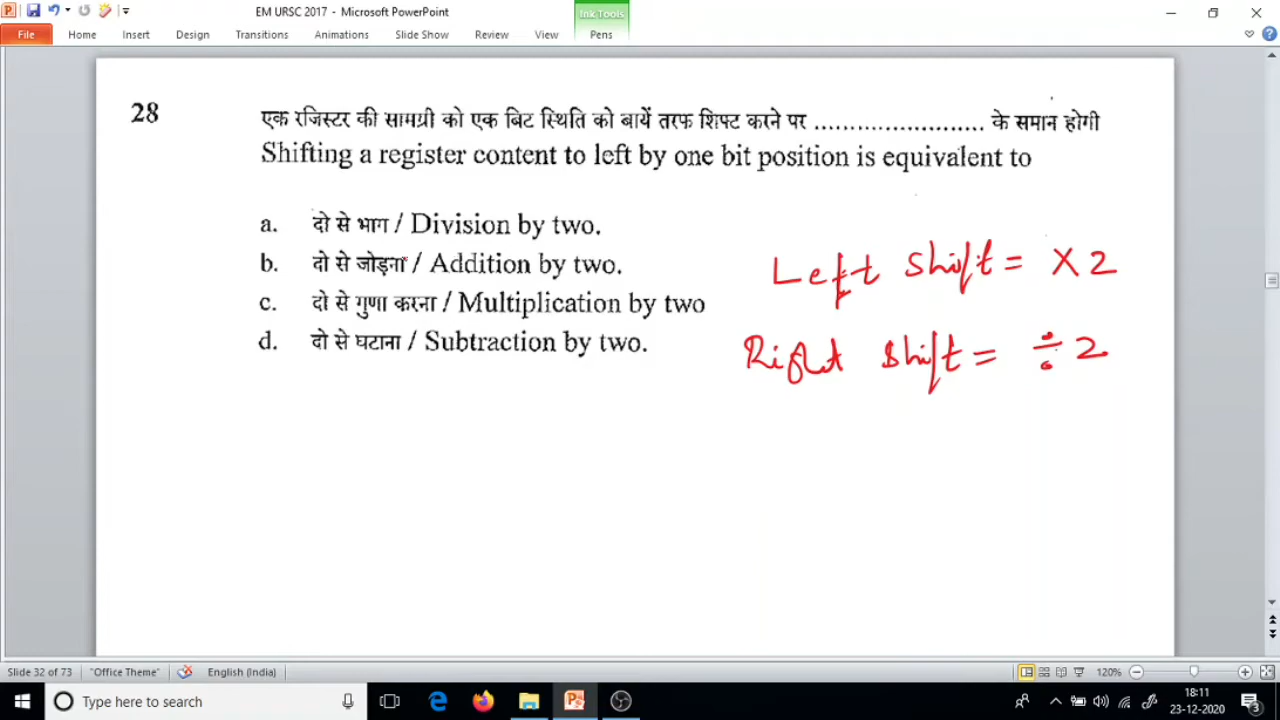 EM URSC 2017 - Microsoft PowerPoint
Ink Tools
File Home Insert Design Transitions Animations Slide Show Review View Pens
28
एक रजिस्टर की सामग्री को एक बिट स्थिति को बायें तरफ शिफ्ट करने पर ........................ के समान होगी
Shifting a register content to left by one bit position is equivalent to
a. दो से भाग / Division by two.
b. दो से जोड़ना / Addition by two.
c. दो से गुणा करना / Multiplication by two
d. दो से घटाना / Subtraction by two.
Left Shift = × 2
Right Shift = ÷ 2
Slide 32 of 73 "Office Theme" English (India) 120%
Type here to search
18:11
23-12-2020
3